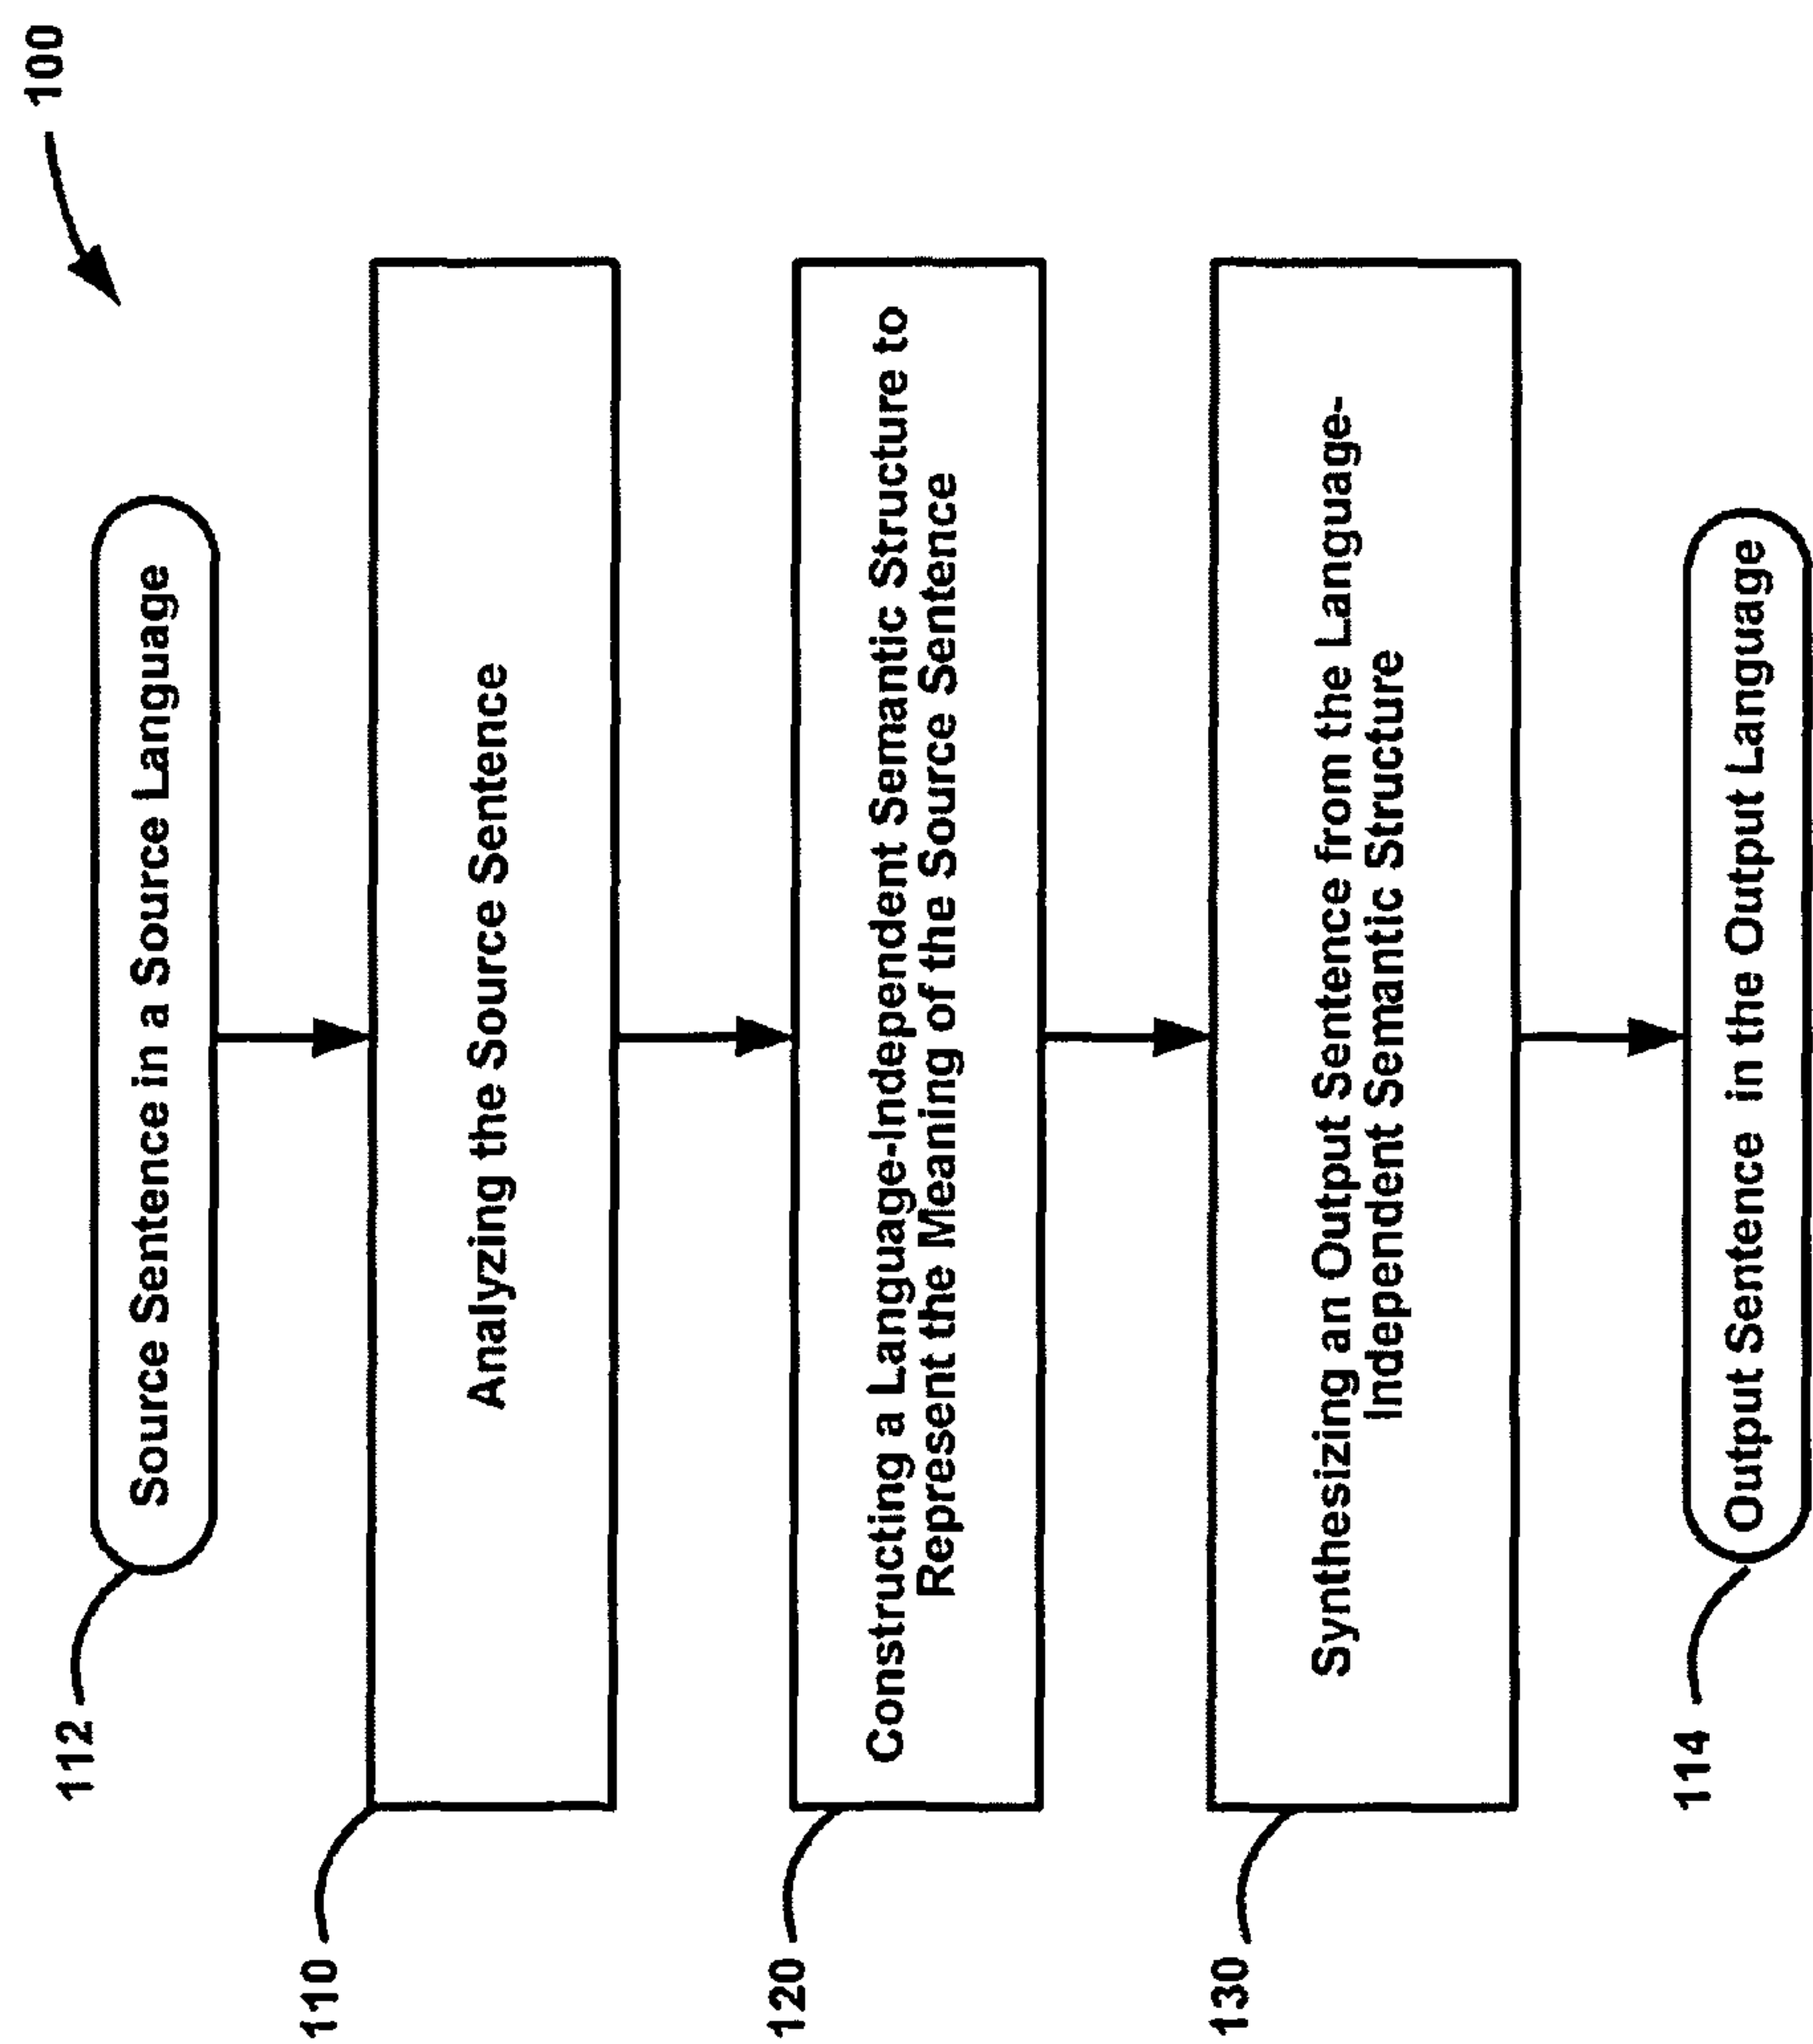 100
112
Source Sentence in a Source Language
110
Analyzing the Source Sentence
120
Constructing a Language-Independent Semantic Structure to
Represent the Meaning of the Source Sentence
130
Synthesizing an Output Sentence from the Language-
Independent Semantic Structure
114
Output Sentence in the Output Language